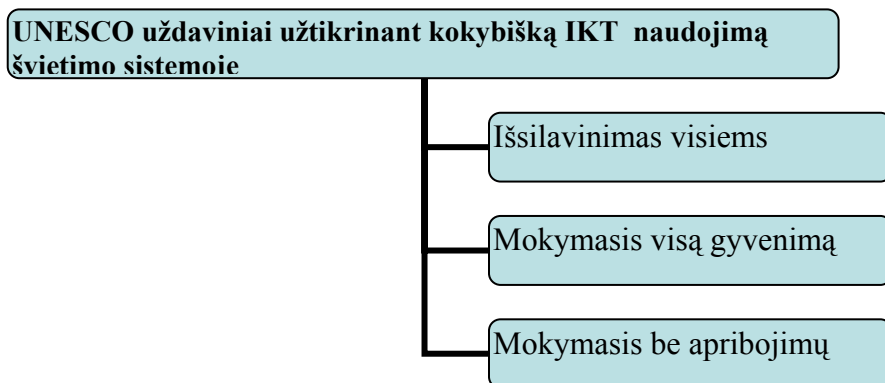 UNESCO uždaviniai užtikrinant kokybišką IKT naudojimą
švietimo sistemoje
Išsilavinimas visiems
Mokymasis visą gyvenimą
Mokymasis be apribojimų